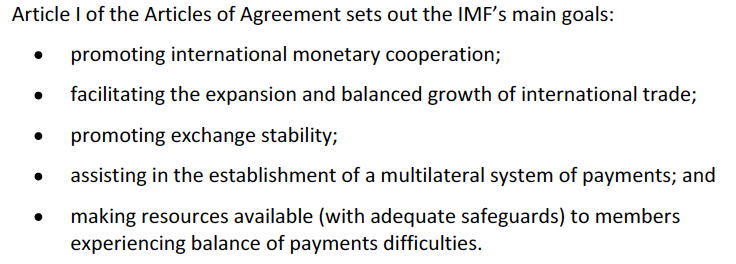 Article I of the Articles of Agreement sets out the IMF’s main goals:
• promoting international monetary cooperation;
• facilitating the expansion and balanced growth of international trade;
• promoting exchange stability;
• assisting in the establishment of a multilateral system of payments; and
• making resources available (with adequate safeguards) to members
experiencing balance of payments difficulties.